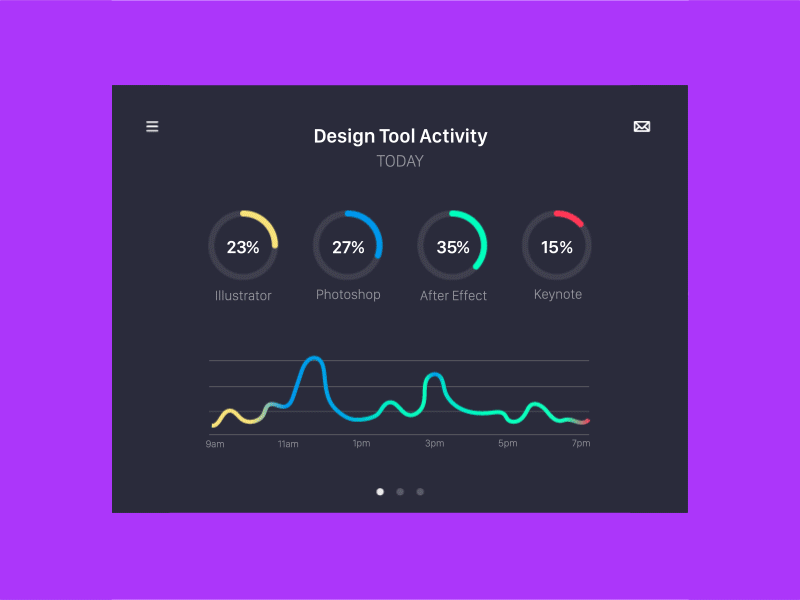 Design Tool Activity
TODAY
23% 27% 35% 15%
Illustrator Photoshop After Effect Keynote
9am 11am 1pm 3pm 5pm 7pm